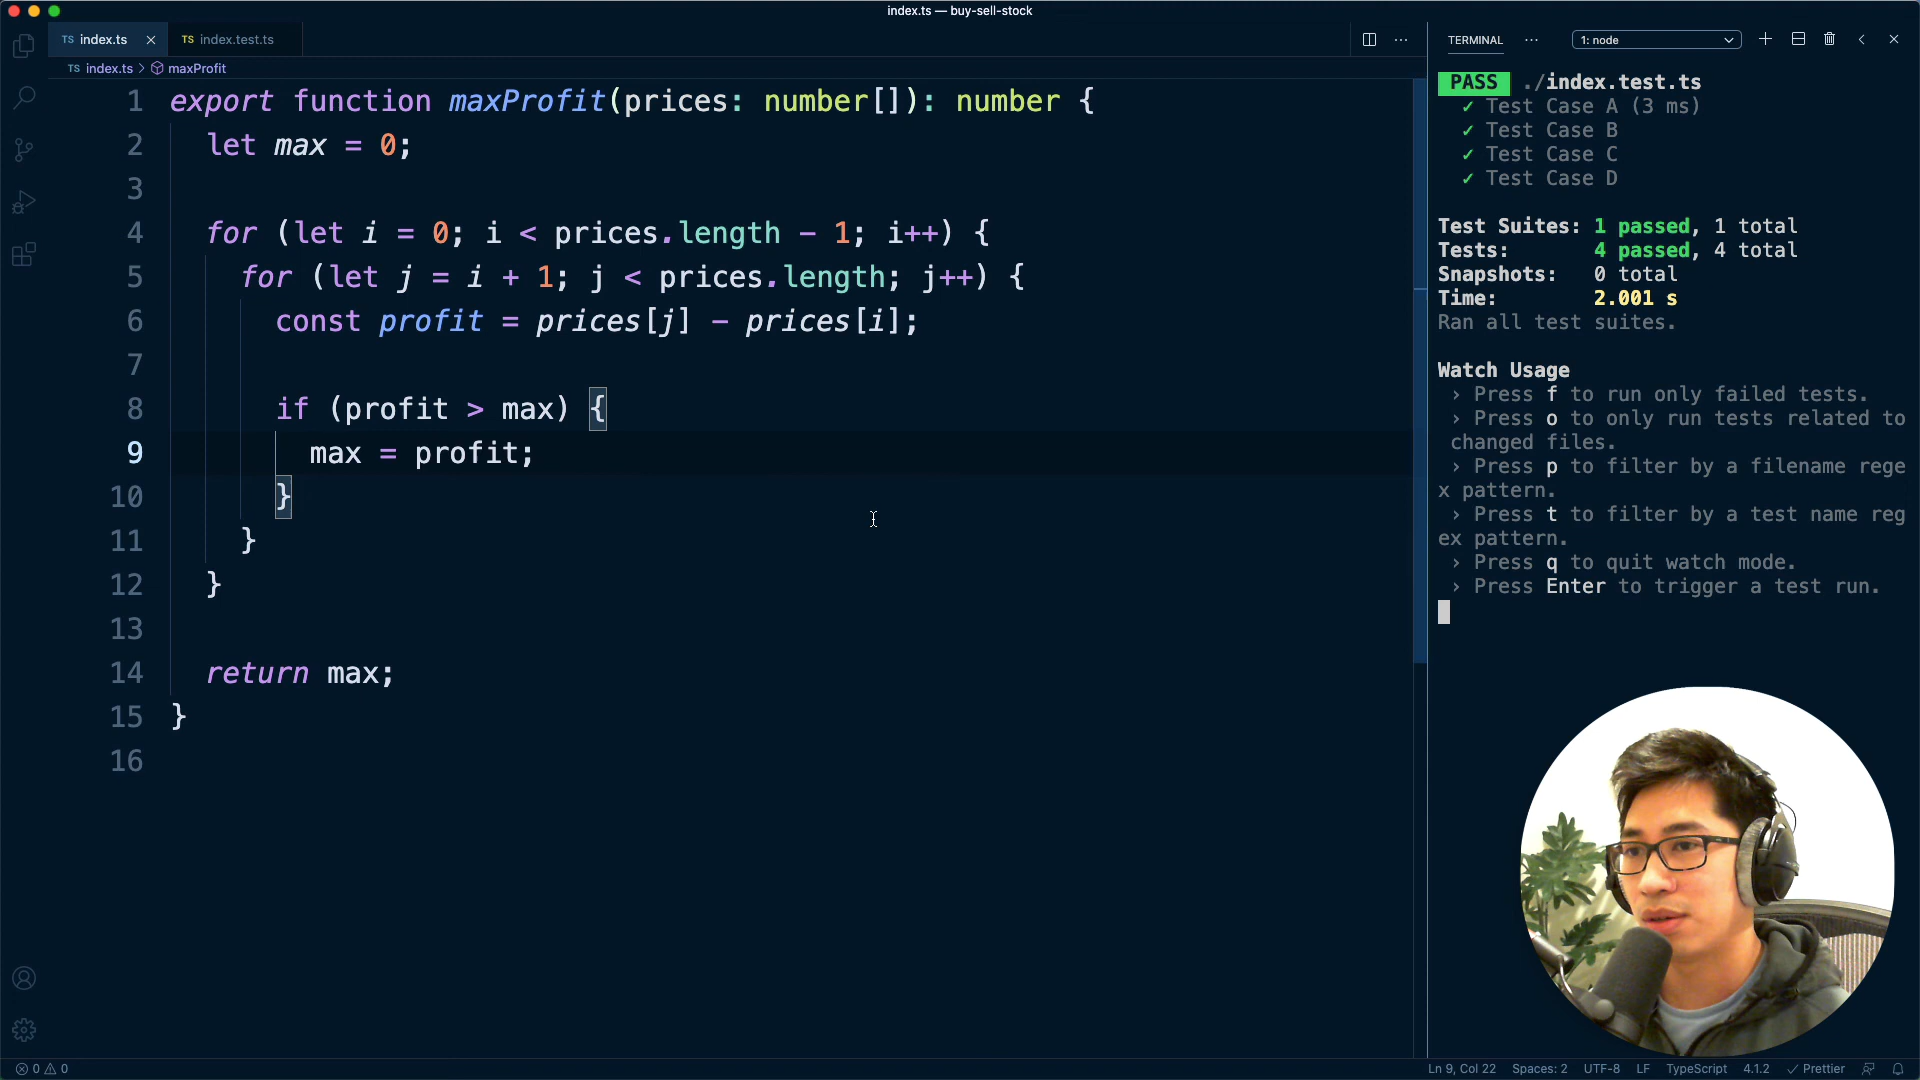 index.ts — buy-sell-stock
TS index.ts
TS index.test.ts
TS index.ts > maxProfit
1 export function maxProfit(prices: number[]): number {
2 let max = 0;
3
4 for (let i = 0; i < prices.length - 1; i++) {
5 for (let j = i + 1; j < prices.length; j++) {
6 const profit = prices[j] - prices[i];
7
8 if (profit > max) {
9 max = profit;
10 }
11 }
12 }
13
14 return max;
15 }
16
TERMINAL
1: node
PASS ./index.test.ts
✓ Test Case A (3 ms)
✓ Test Case B
✓ Test Case C
✓ Test Case D
Test Suites: 1 passed, 1 total
Tests: 4 passed, 4 total
Snapshots: 0 total
Time: 2.001 s
Ran all test suites.
Watch Usage
› Press f to run only failed tests.
› Press o to only run tests related to
changed files.
› Press p to filter by a filename rege
x pattern.
› Press t to filter by a test name reg
ex pattern.
› Press q to quit watch mode.
› Press Enter to trigger a test run.
0 0
Ln 9, Col 22 Spaces: 2 UTF-8 LF TypeScript 4.1.2 ✓ Prettier